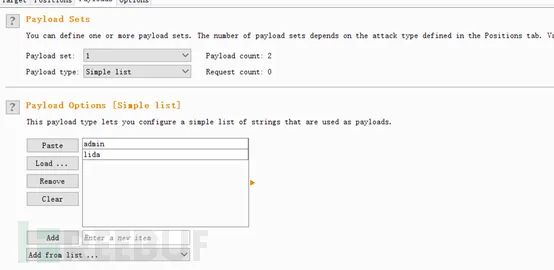 Target Positions Payloads Options
Payload Sets
You can define one or more payload sets. The number of payload sets depends on the attack type defined in the Positions tab.
Payload set: 1 Payload count: 2
Payload type: Simple list Request count: 0
Payload Options [Simple list]
This payload type lets you configure a simple list of strings that are used as payloads.
Paste
admin
Load ...
lida
Remove
Clear
Add
Enter a new item
Add from list ...
REEBUF